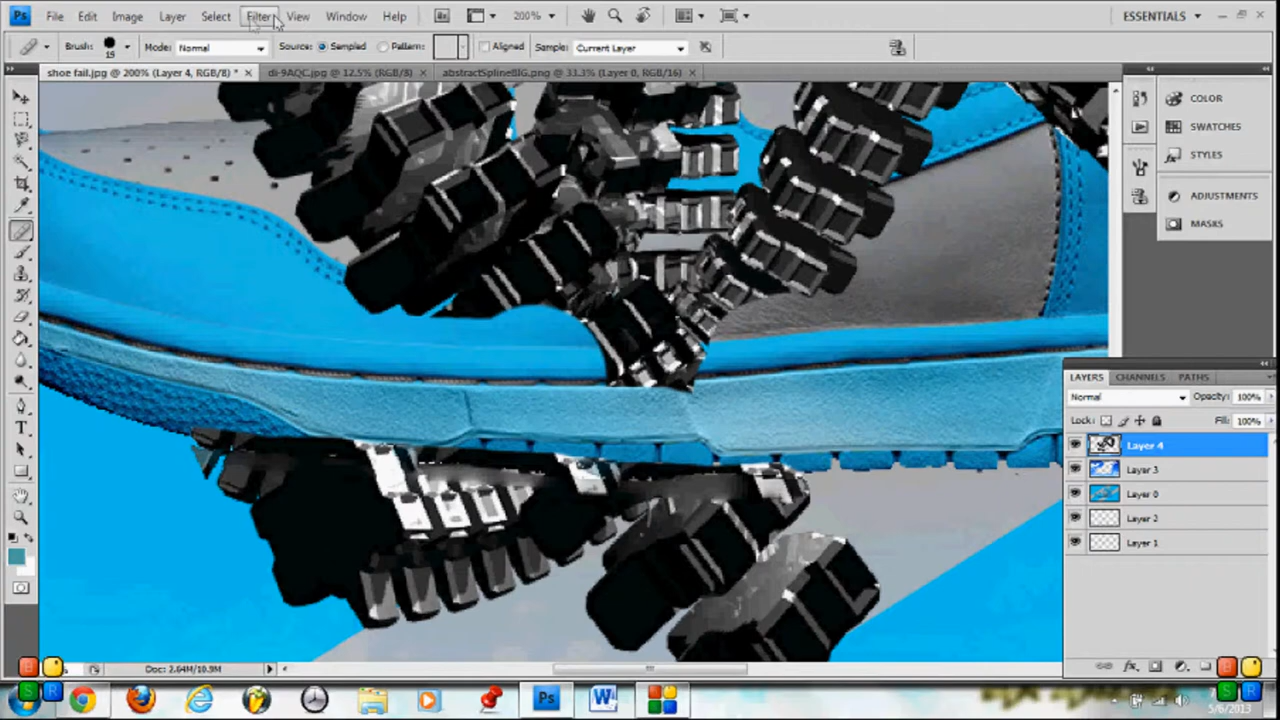 Ps File Edit Image Layer Select Filter View Window Help Br 200% ESSENTIALS
Brush: 19 Mode: Normal Source: Sampled Pattern: Aligned Sample: Current Layer
shoe fail.jpg @ 200% (Layer 4, RGB/8) * di-9AQC.jpg @ 12.5% (RGB/8) abstractSplineBIG.png @ 33.3% (Layer 0, RGB/16)
COLOR
SWATCHES
STYLES
ADJUSTMENTS
MASKS
LAYERS CHANNELS PATHS
Normal Opacity: 100%
Lock: Fill: 100%
Layer 4
Layer 3
Layer 0
Layer 2
Layer 1
Doc: 2.64M/10.9M
S R Ps W S R
5/6/2013